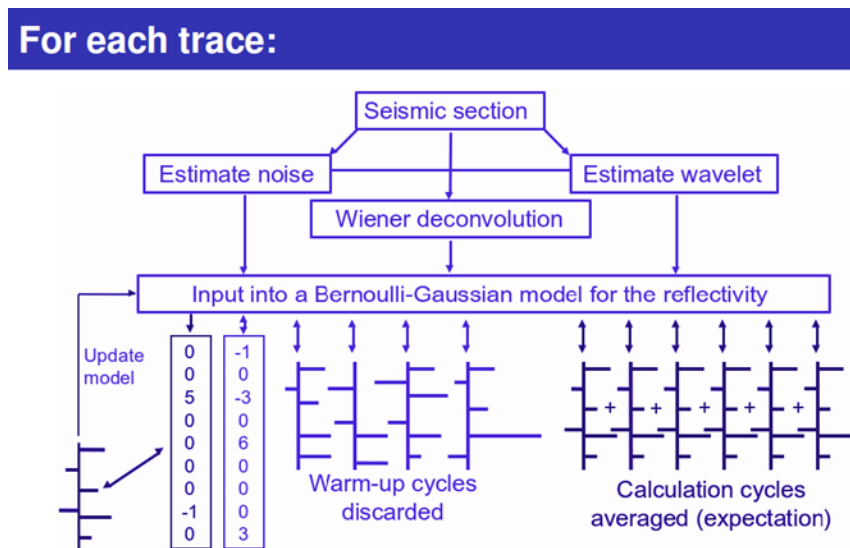 For each trace:
Seismic section
Estimate noise
Estimate wavelet
Wiener deconvolution
Input into a Bernoulli-Gaussian model for the reflectivity
Update
model
0
0
5
0
0
0
0
-1
0
-1
0
-3
0
6
0
0
0
3
+ + + + +
Warm-up cycles
discarded
Calculation cycles
averaged (expectation)